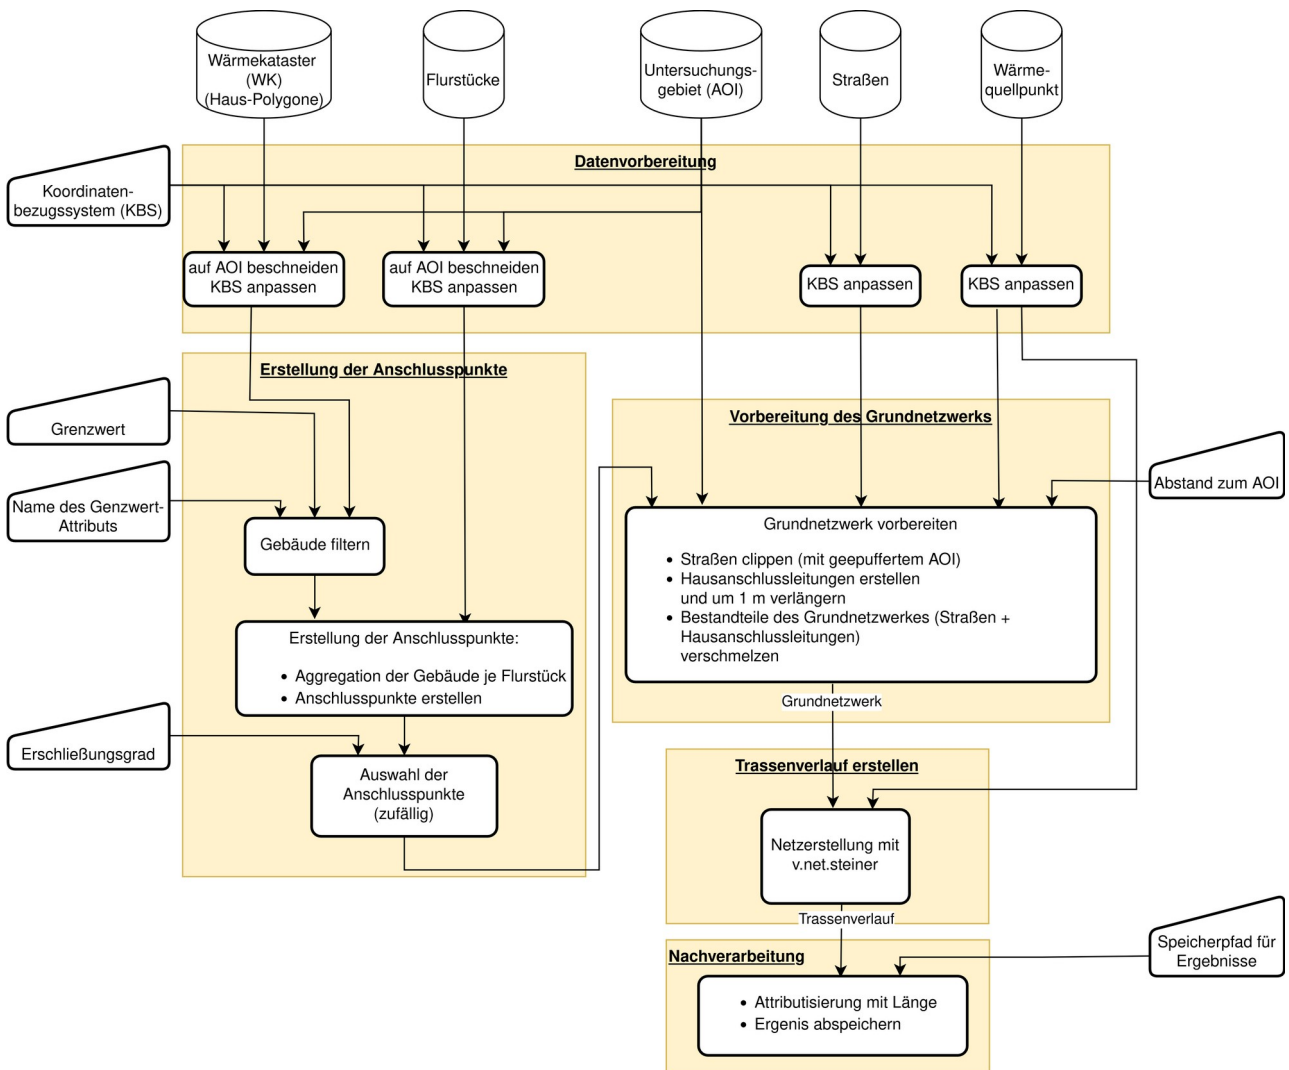 Wärmekataster
(WK)
(Haus-Polygone)
Flurstücke
Untersuchungs-
gebiet (AOI)
Straßen
Wärme-
quellpunkt
Datenvorbereitung
Koordinaten-
bezugssystem (KBS)
auf AOI beschneiden
KBS anpassen
auf AOI beschneiden
KBS anpassen
KBS anpassen
KBS anpassen
Erstellung der Anschlusspunkte
Grenzwert
Name des Genzwert-
Attributs
Gebäude filtern
Erstellung der Anschlusspunkte:
• Aggregation der Gebäude je Flurstück
• Anschlusspunkte erstellen
Erschließungsgrad
Auswahl der
Anschlusspunkte
(zufällig)
Vorbereitung des Grundnetzwerks
Abstand zum AOI
Grundnetzwerk vorbereiten
• Straßen clippen (mit geepuffertem AOI)
• Hausanschlussleitungen erstellen
und um 1 m verlängern
• Bestandteile des Grundnetzwerkes (Straßen +
Hausanschlussleitungen)
verschmelzen
Grundnetzwerk
Trassenverlauf erstellen
Netzerstellung mit
v.net.steiner
Trassenverlauf
Nachverarbeitung
Speicherpfad für
Ergebnisse
• Attributisierung mit Länge
• Ergenis abspeichern